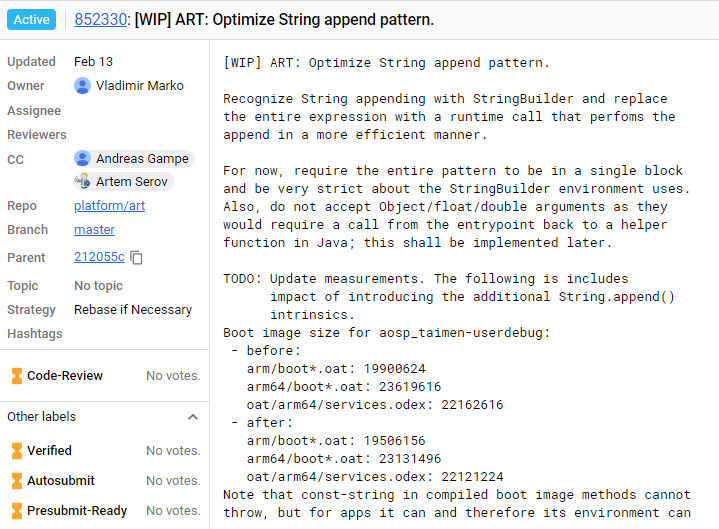 Active 852330: [WIP] ART: Optimize String append pattern.
Updated Feb 13
Owner Vladimir Marko
Assignee
Reviewers
CC Andreas Gampe
Artem Serov
Repo platform/art
Branch master
Parent 212055c
Topic No topic
Strategy Rebase if Necessary
Hashtags
Code-Review No votes.
Other labels
Verified No votes.
Autosubmit No votes.
Presubmit-Ready No votes.
[WIP] ART: Optimize String append pattern.
Recognize String appending with StringBuilder and replace
the entire expression with a runtime call that perfoms the
append in a more efficient manner.
For now, require the entire pattern to be in a single block
and be very strict about the StringBuilder environment uses.
Also, do not accept Object/float/double arguments as they
would require a call from the entrypoint back to a helper
function in Java; this shall be implemented later.
TODO: Update measurements. The following is includes
impact of introducing the additional String.append()
intrinsics.
Boot image size for aosp_taimen-userdebug:
- before:
arm/boot*.oat: 19900624
arm64/boot*.oat: 23619616
oat/arm64/services.odex: 22162616
- after:
arm/boot*.oat: 19506156
arm64/boot*.oat: 23131496
oat/arm64/services.odex: 22121224
Note that const-string in compiled boot image methods cannot
throw, but for apps it can and therefore its environment can